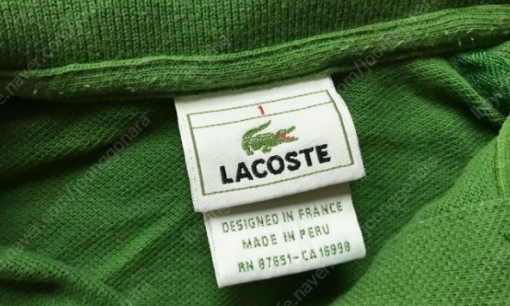 1
LACOSTE
DESIGNED IN FRANCE
MADE IN PERU
RN 87651-CA 16998